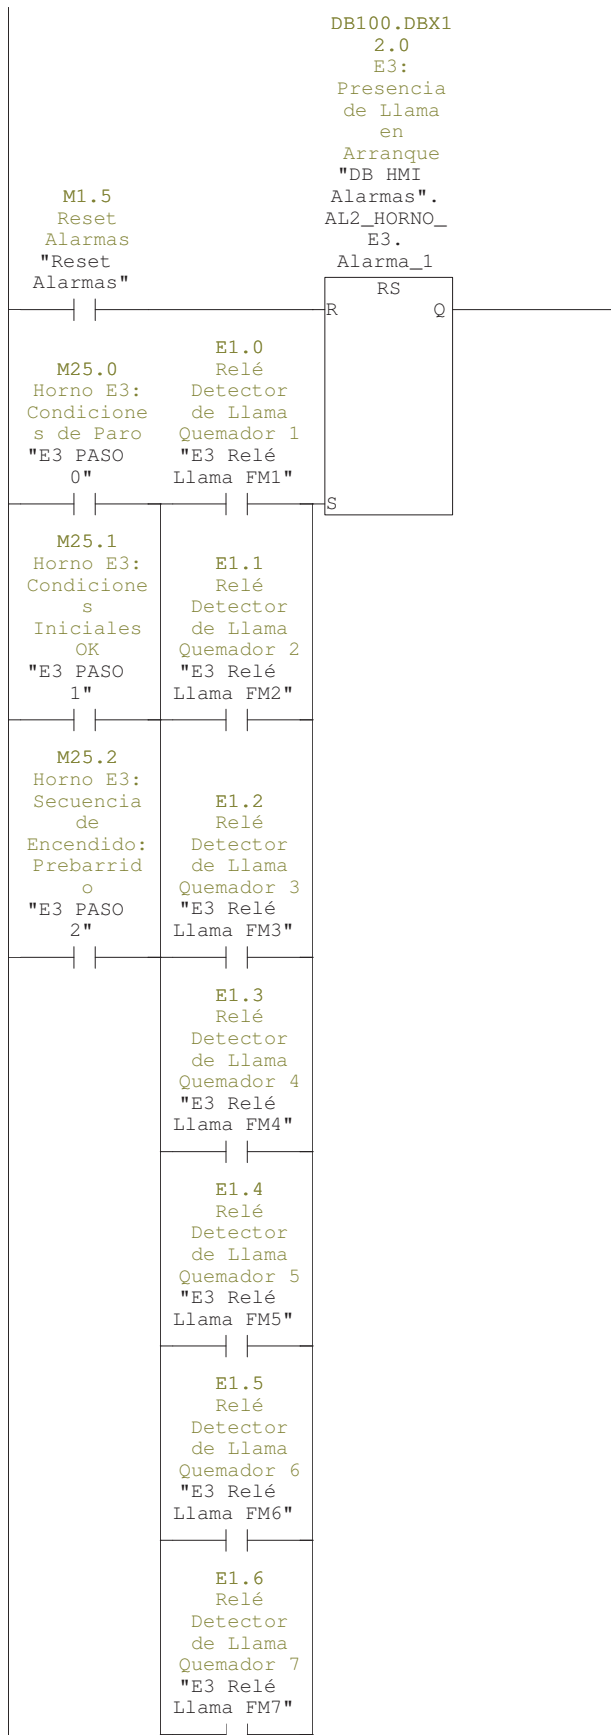 DB100.DBX1
2.0
E3:
Presencia
de Llama
en
Arranque
"DB HMI
Alarmas".
AL2_HORNO_
E3.
Alarma_1
M1.5
Reset
Alarmas
"Reset
Alarmas"
RS
R
Q
M25.0
Horno E3:
Condicione
s de Paro
"E3 PASO
0"
E1.0
Relé
Detector
de Llama
Quemador 1
"E3 Relé
Llama FM1"
S
M25.1
Horno E3:
Condicione
s
Iniciales
OK
"E3 PASO
1"
E1.1
Relé
Detector
de Llama
Quemador 2
"E3 Relé
Llama FM2"
M25.2
Horno E3:
Secuencia
de
Encendido:
Prebarrid
o
"E3 PASO
2"
E1.2
Relé
Detector
de Llama
Quemador 3
"E3 Relé
Llama FM3"
E1.3
Relé
Detector
de Llama
Quemador 4
"E3 Relé
Llama FM4"
E1.4
Relé
Detector
de Llama
Quemador 5
"E3 Relé
Llama FM5"
E1.5
Relé
Detector
de Llama
Quemador 6
"E3 Relé
Llama FM6"
E1.6
Relé
Detector
de Llama
Quemador 7
"E3 Relé
Llama FM7"